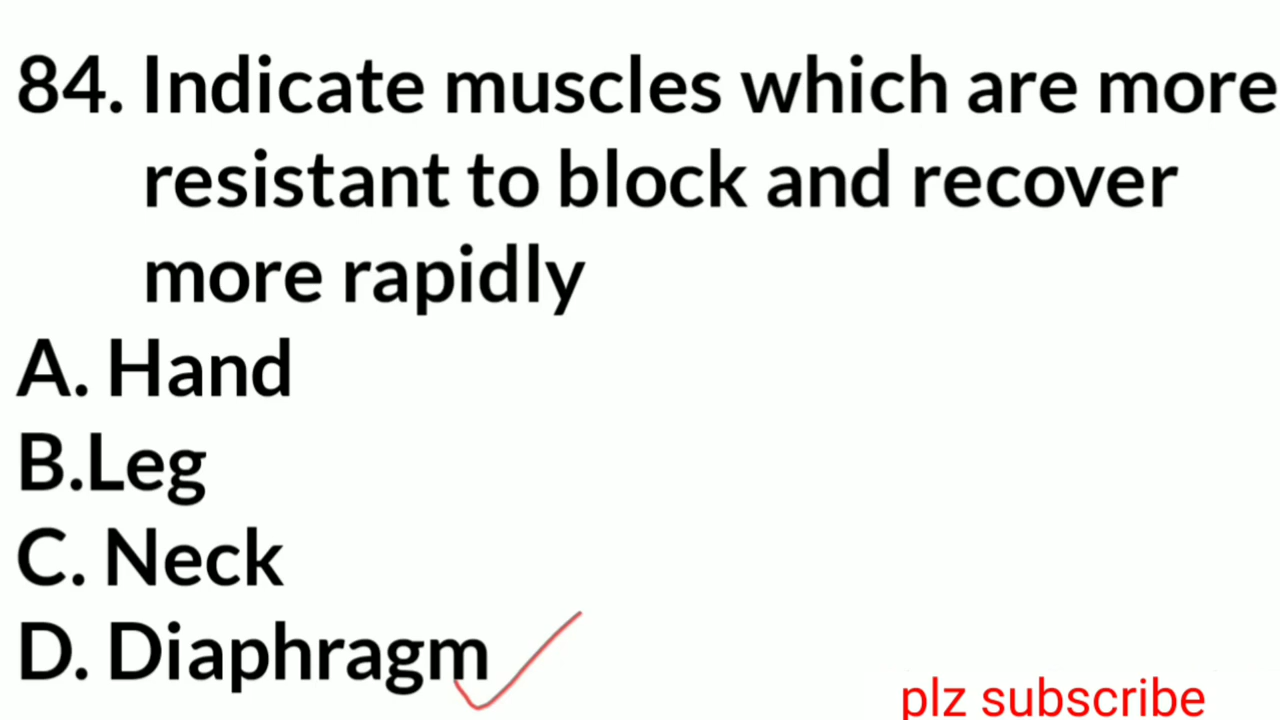 84. Indicate muscles which are more
resistant to block and recover
more rapidly
A. Hand
B.Leg
C. Neck
D. Diaphragm
plz subscribe